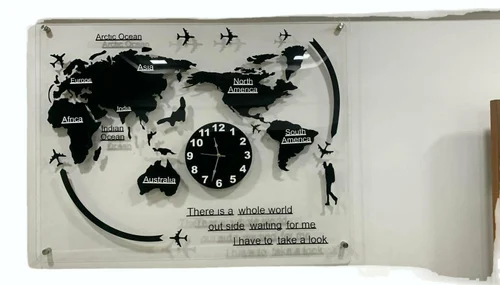 Arctic Ocean
Asia
Europe
North
America
India
Africa
Indian
Ocean
South
America
Australia
12
11 1
10 2
9 3
8 4
7 5
6
There is a whole world
out side waiting for me
I have to take a look